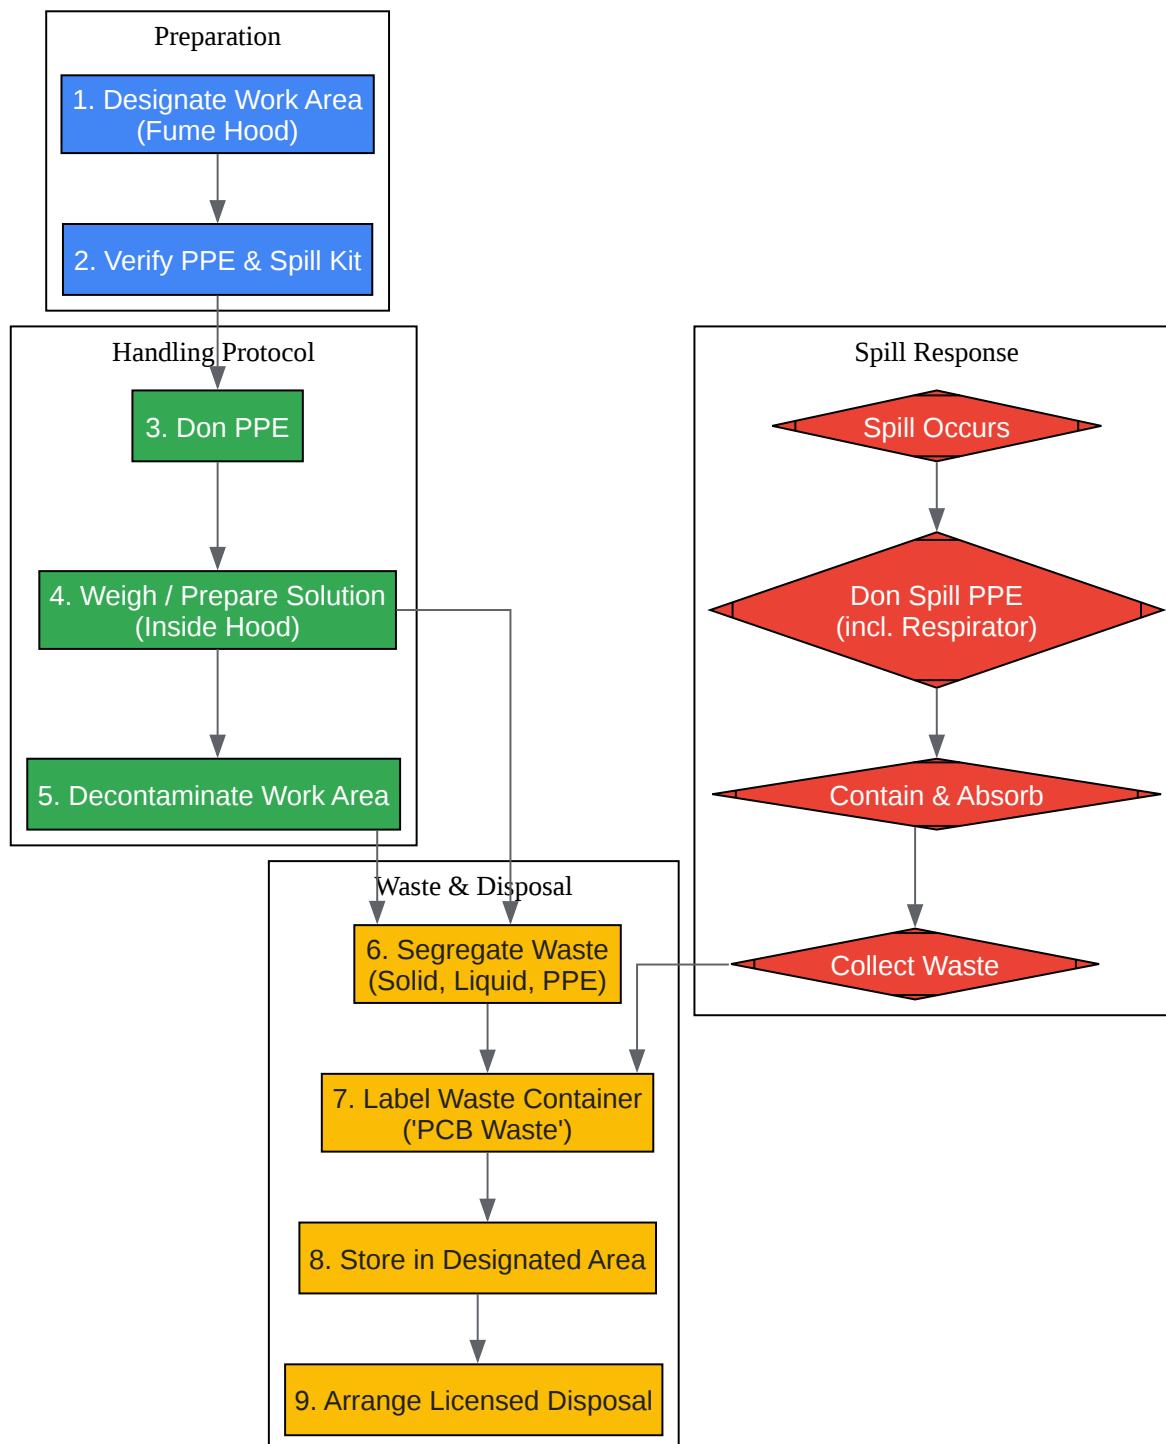 Preparation
1. Designate Work Area
(Fume Hood)
2. Verify PPE & Spill Kit
Handling Protocol
3. Don PPE
4. Weigh / Prepare Solution
(Inside Hood)
5. Decontaminate Work Area
Spill Response
Spill Occurs
Don Spill PPE
(incl. Respirator)
Contain & Absorb
Collect Waste
Waste & Disposal
6. Segregate Waste
(Solid, Liquid, PPE)
7. Label Waste Container
('PCB Waste')
8. Store in Designated Area
9. Arrange Licensed Disposal